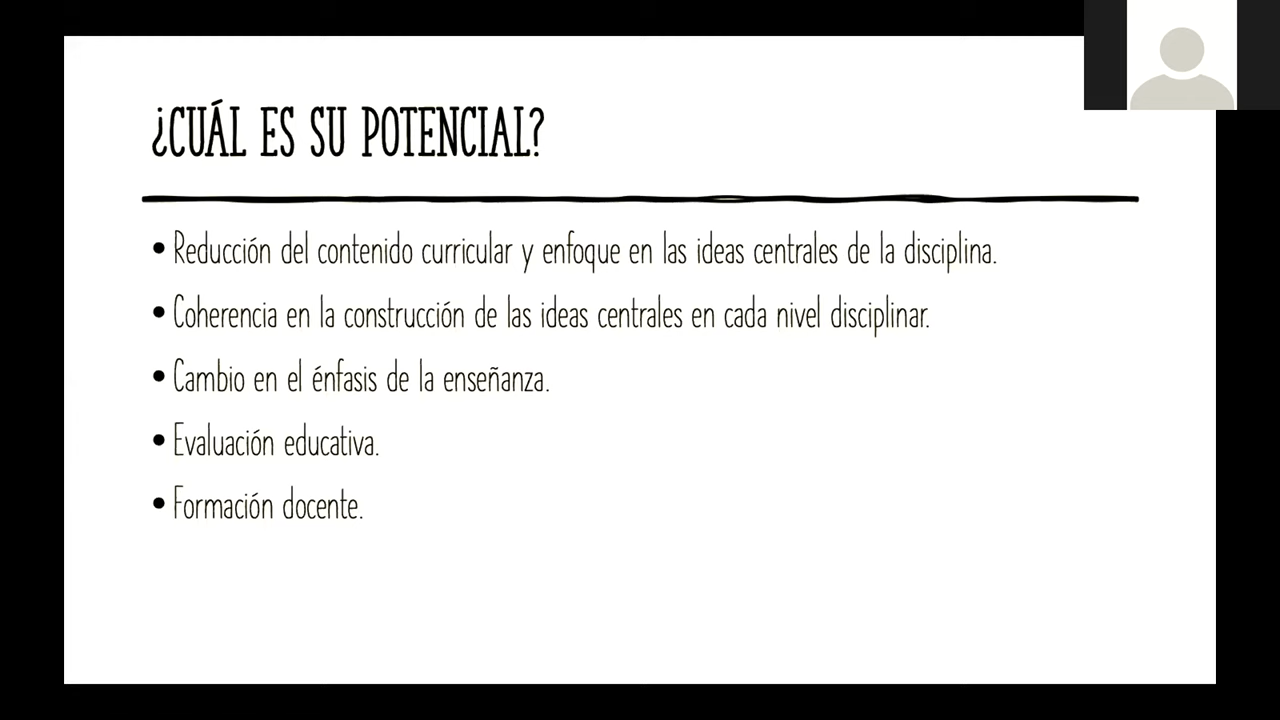 ¿CUÁL ES SU POTENCIAL?
• Reducción del contenido curricular y enfoque en las ideas centrales de la disciplina.
• Coherencia en la construcción de las ideas centrales en cada nivel disciplinar.
• Cambio en el énfasis de la enseñanza.
• Evaluación educativa.
• Formación docente.